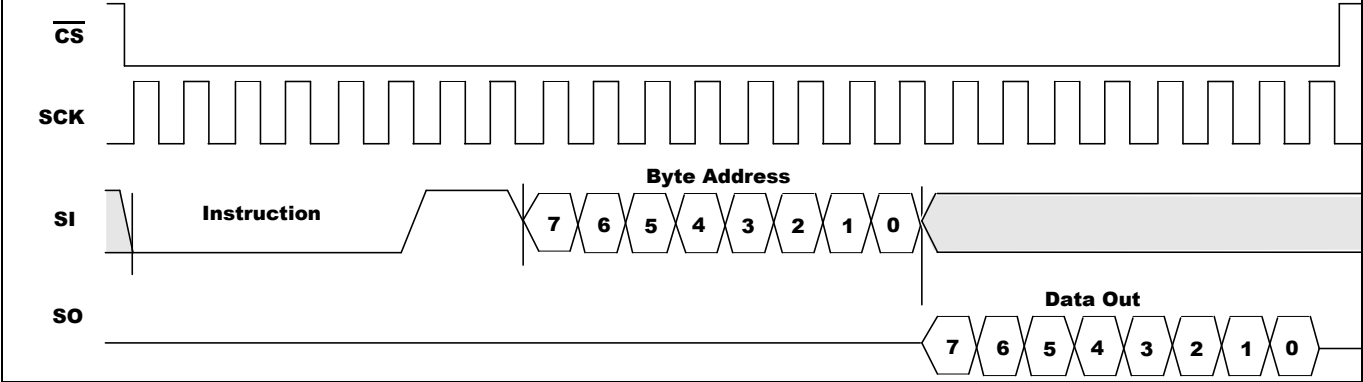 CS
SCK
Byte Address
SI Instruction 7 6 5 4 3 2 1 0
Data Out
SO
7 6 5 4 3 2 1 0